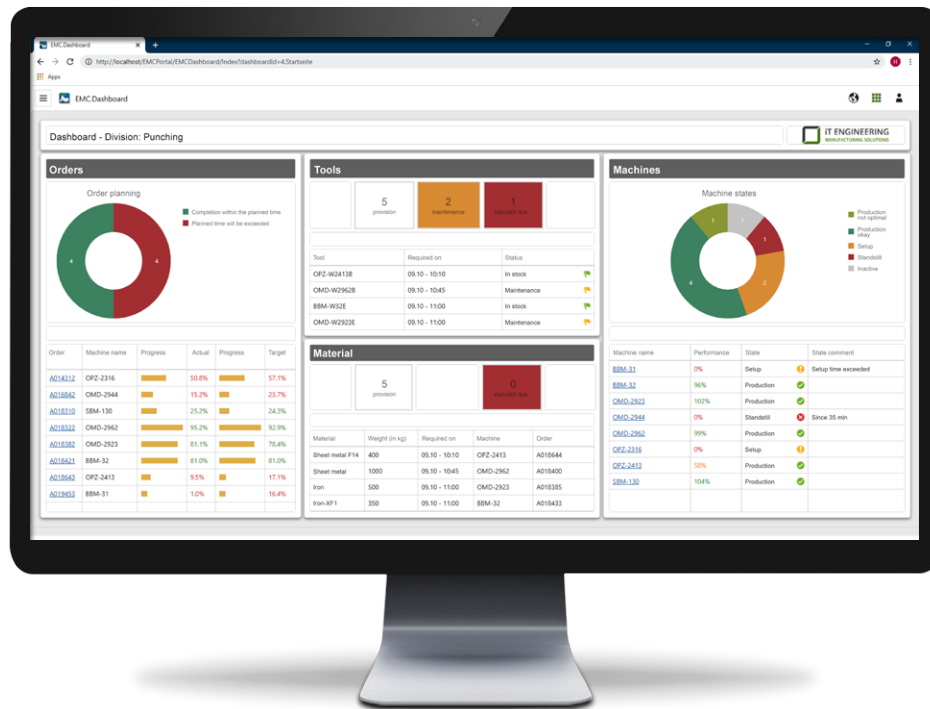 EMC.Dashboard
http://localhost/EMCPortal/EMCDashboard/Index?dashboardId=4.Startseite
H
Apps
EMC.Dashboard
Dashboard - Division: Punching
iT ENGINEERING
MANUFACTURING SOLUTIONS
Orders
Order planning
4
4
Completion within the planned time
Planned time will be exceeded
Order Machine name Progress Actual Progress Target
A014312 OPZ-2316 50.8% 57.1%
A016842 OMD-2944 15.2% 23.7%
A018310 SBM-130 25.2% 24.3%
A018322 OMD-2962 95.2% 92.9%
A018382 OMD-2923 81.1% 78.4%
A018421 BBM-32 81.0% 81.0%
A018643 OPZ-2413 9.5% 17.1%
A019453 BBM-31 1.0% 16.4%
Tools
5 2 1
provision maintenance standstill due...
Tool Required on Status
OPZ-W2413B 09.10 - 10:10 In stock
OMD-W2962B 09.10 - 10:45 Maintenance
BBM-W32E 09.10 - 11:00 In stock
OMD-W2923E 09.10 - 11:00 Maintenance
Material
5 0
provision standstill due...
Material Weight (in kg) Required on Machine Order
Sheet metal F14 400 09.10 - 10:10 OPZ-2413 A018644
Sheet metal 1000 09.10 - 10:45 OMD-2962 A018400
Iron 500 09.10 - 11:00 OMD-2923 A018385
Iron-XF1 350 09.10 - 11:00 BBM-32 A018433
Machines
Machine states
1
1
1
2
4
Production
not optimal
Production
okay
Setup
Standstill
Inactive
Machine name Performance State State comment
BBM-31 0% Setup Setup time exceeded
BBM-32 96% Production
OMD-2923 102% Production
OMD-2944 0% Standstill Since 35 min
OMD-2962 99% Production
OPZ-2316 0% Setup
OPZ-2413 58% Production
SBM-130 104% Production